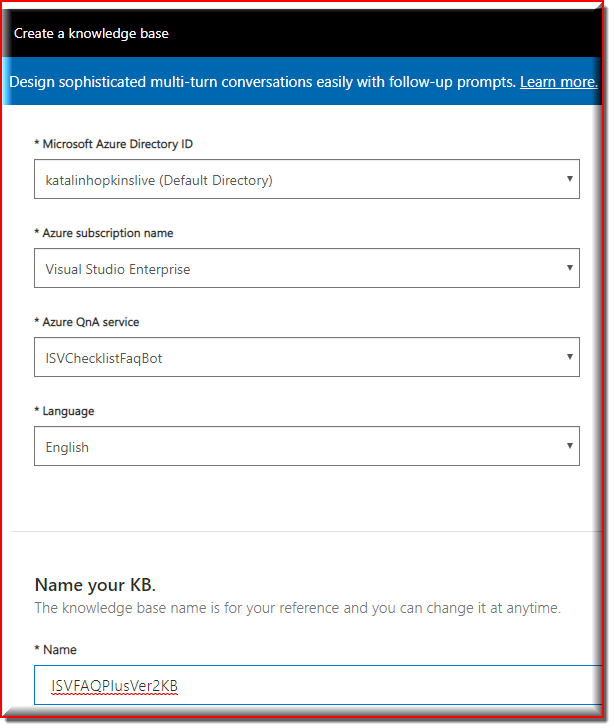 Create a knowledge base
Design sophisticated multi-turn conversations easily with follow-up prompts. Learn more.
* Microsoft Azure Directory ID
katalinhopkinslive (Default Directory)
* Azure subscription name
Visual Studio Enterprise
* Azure QnA service
ISVChecklistFaqBot
* Language
English
Name your KB.
The knowledge base name is for your reference and you can change it at anytime.
* Name
ISVFAQPlusVer2KB